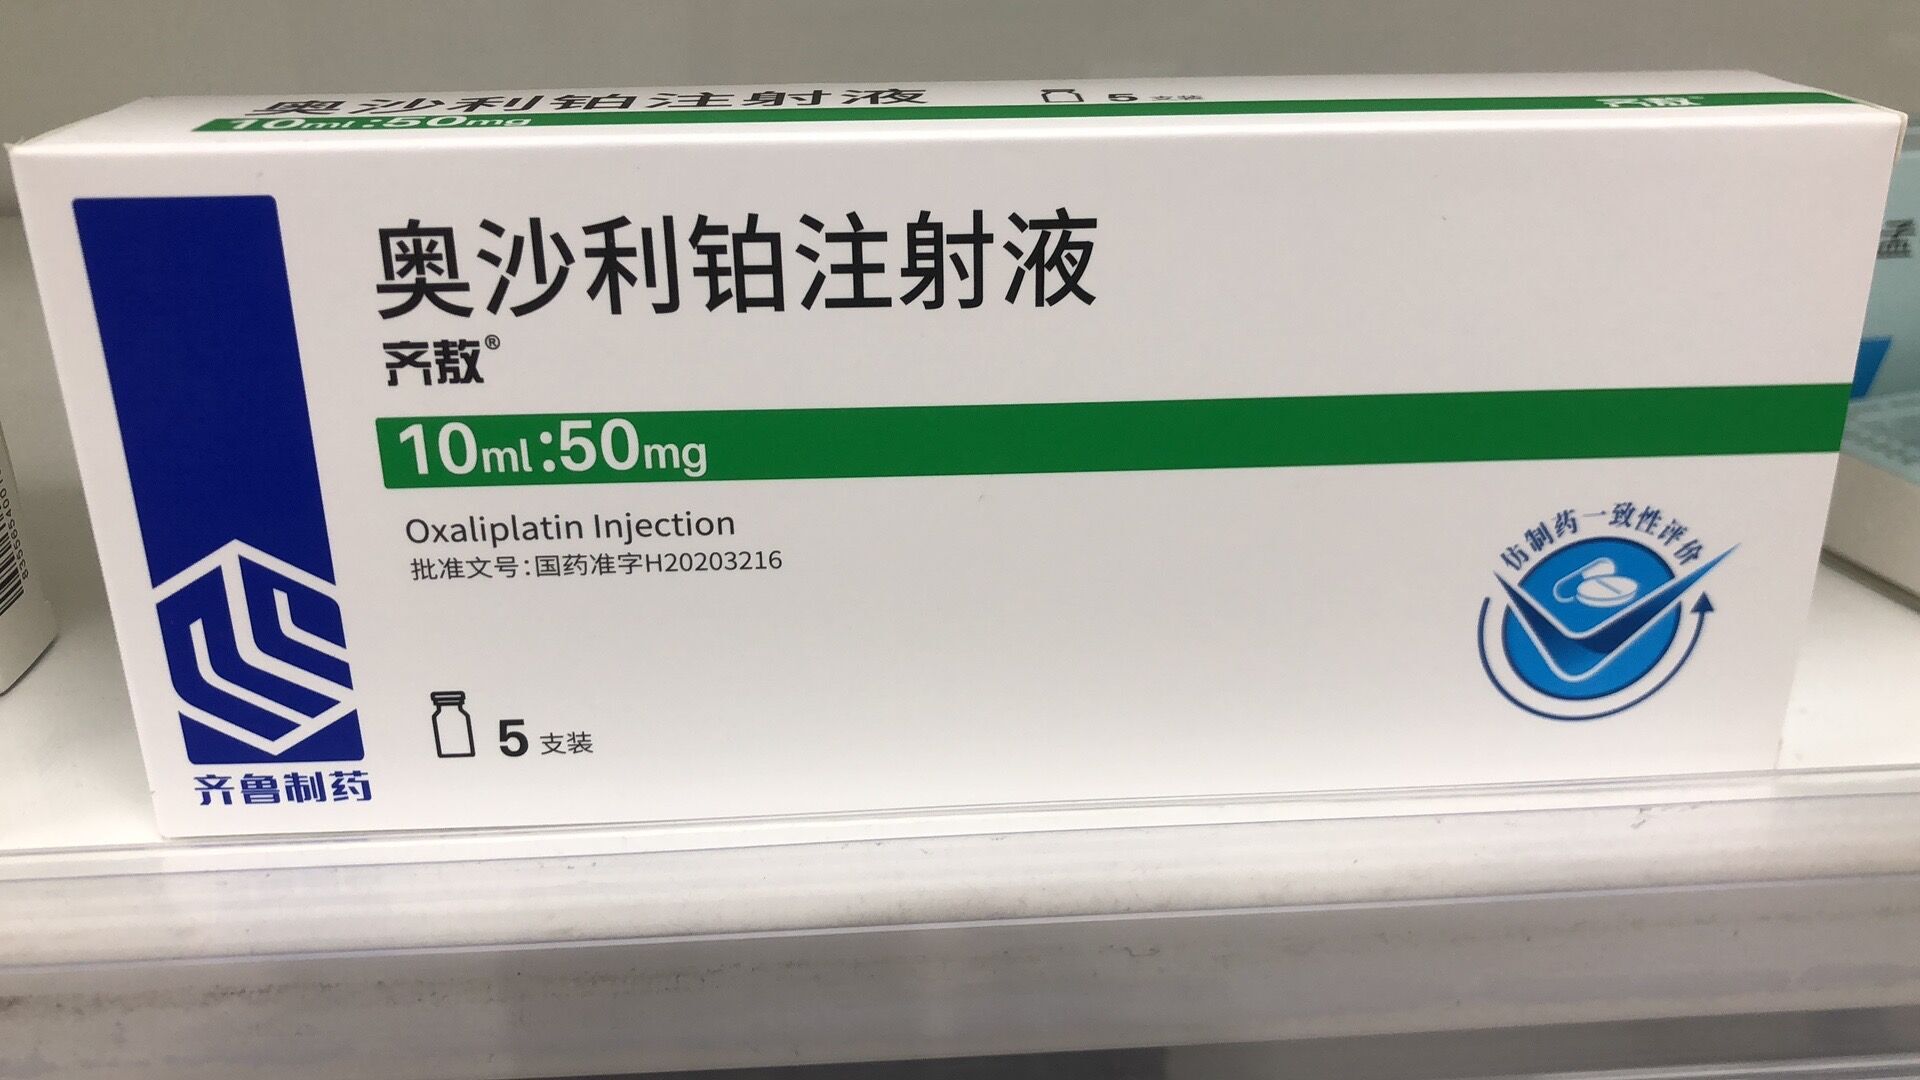 奥沙利铂注射液
5 支装
齐敖
10ml:50mg
奥沙利铂注射液
齐敖®
10ml:50mg
Oxaliplatin Injection
批准文号:国药准字H20203216
仿制药一致性评价
5 支装
齐鲁制药